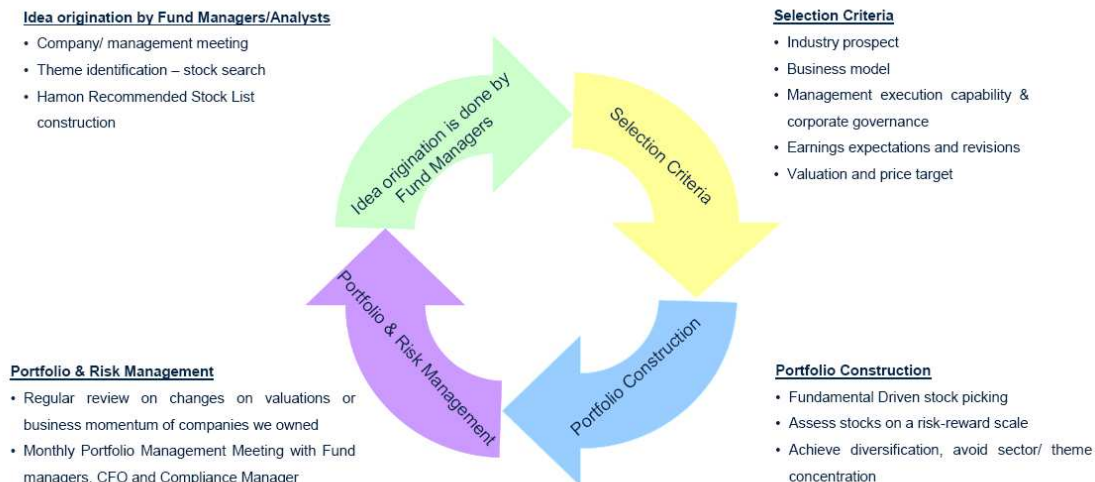 Idea origination by Fund Managers/Analysts
• Company/ management meeting
• Theme identification – stock search
• Hamon Recommended Stock List
construction
Selection Criteria
• Industry prospect
• Business model
• Management execution capability &
corporate governance
• Earnings expectations and revisions
• Valuation and price target
Idea origination is done by
Fund Managers
Selection Criteria
Portfolio & Risk Management
Portfolio Construction
Portfolio & Risk Management
• Regular review on changes on valuations or
business momentum of companies we owned
• Monthly Portfolio Management Meeting with Fund
managers, CFO and Compliance Manager
Portfolio Construction
• Fundamental Driven stock picking
• Assess stocks on a risk-reward scale
• Achieve diversification, avoid sector/ theme
concentration